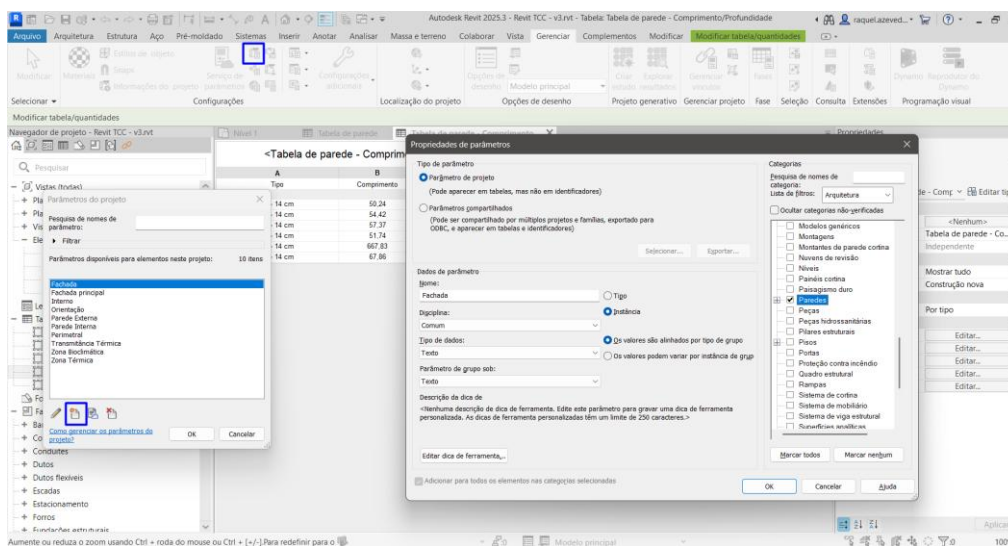 Autodesk Revit 2025.3 - Revit TCC - v3.rvt - Tabela: Tabela de parede - Comprimento/Profundidade
raquel.azeved...
Arquivo Arquitetura Estrutura Aço Pré-moldado Sistemas Inserir Anotar Analisar Massa e terreno Colaborar Vista Gerenciar Complementos Modificar Modificar tabela/quantidades
Modificar Materiais
Modelo principal
Selecionar Configurações Localização do projeto Opções de desenho Projeto generativo Gerenciar projeto Fase Seleção Consulta Extensões Programação visual
Modificar tabela/quantidades
Navegador de projeto - Revit TCC - v3.rvt
Nível 1 Tabela de parede
Propriedades
Pesquisar
Vistas (todas)
<Tabela de parede - Comprim
A B
Tipo Comprimento
- 14 cm 50,24
- 14 cm 54,42
- 14 cm 57,37
- 14 cm 51,74
- 14 cm 667,83
- 14 cm 67,86
Parâmetros do projeto
Pesquisa de nomes de parâmetro:
Filtrar
Parâmetros disponíveis para elementos neste projeto: 10 itens
Fachada
Fachada principal
Interno
Orientação
Parede Externa
Parede Interna
Perimetral
Transmitância Térmica
Zona Bioclimática
Zona Térmica
Como gerenciar os parâmetros do projeto?
OK Cancelar
Condultes
Dutos
Dutos flexíveis
Escadas
Estacionamento
Forros
Fundações estruturais
Propriedades de parâmetros
Tipo de parâmetro
Parâmetro de projeto
(Pode aparecer em tabelas, mas não em identificadores)
Parâmetros compartilhados
(Pode ser compartilhado por múltiplos projetos e famílias, exportado para
ODBC, e aparecer em tabelas e identificadores)
Selecionar... Exportar...
Dados de parâmetro
Nome:
Fachada
Tipo
Disciplina:
Instância
Comum
Tipo de dados:
Os valores são alinhados por tipo de grupo
Texto
Os valores podem variar por instância de grupo
Parâmetro de grupo sob:
Texto
Descrição da dica de
<Nenhuma descrição de dica de ferramenta. Edite este parâmetro para gravar uma dica de ferramenta
personalizada. As dicas de ferramenta personalizadas têm um limite de 250 caracteres.>
Editar dica de ferramenta...
Adicionar para todos os elementos nas categorias selecionadas
Categorias
Pesquisa de nomes de
categoria:
Lista de filtros: Arquitetura
Ocultar categorias não-verificadas
Modelos genéricos
Montagens
Montantes de parede cortina
Nuvens de revisão
Níveis
Painéis cortina
Paisagismo duro
Paredes
Peças
Peças hidrossanitárias
Pilares estruturais
Pisos
Portas
Proteção contra incêndio
Quadro estrutural
Rampas
Sistema de cortina
Sistema de mobiliário
Sistema de viga estrutural
Superfícies analíticas
Marcar todos Marcar nenhum
OK Cancelar Ajuda
de - Comp Editar tip
<Nenhum>
Tabela de parede - Co...
Independente
Mostrar tudo
Construção nova
Por tipo
Editar...
Editar...
Editar...
Editar...
Aplicar
Aumente ou reduza o zoom usando Ctrl + roda do mouse ou Ctrl + [+/-].Para redefinir para o
Modelo principal
100%